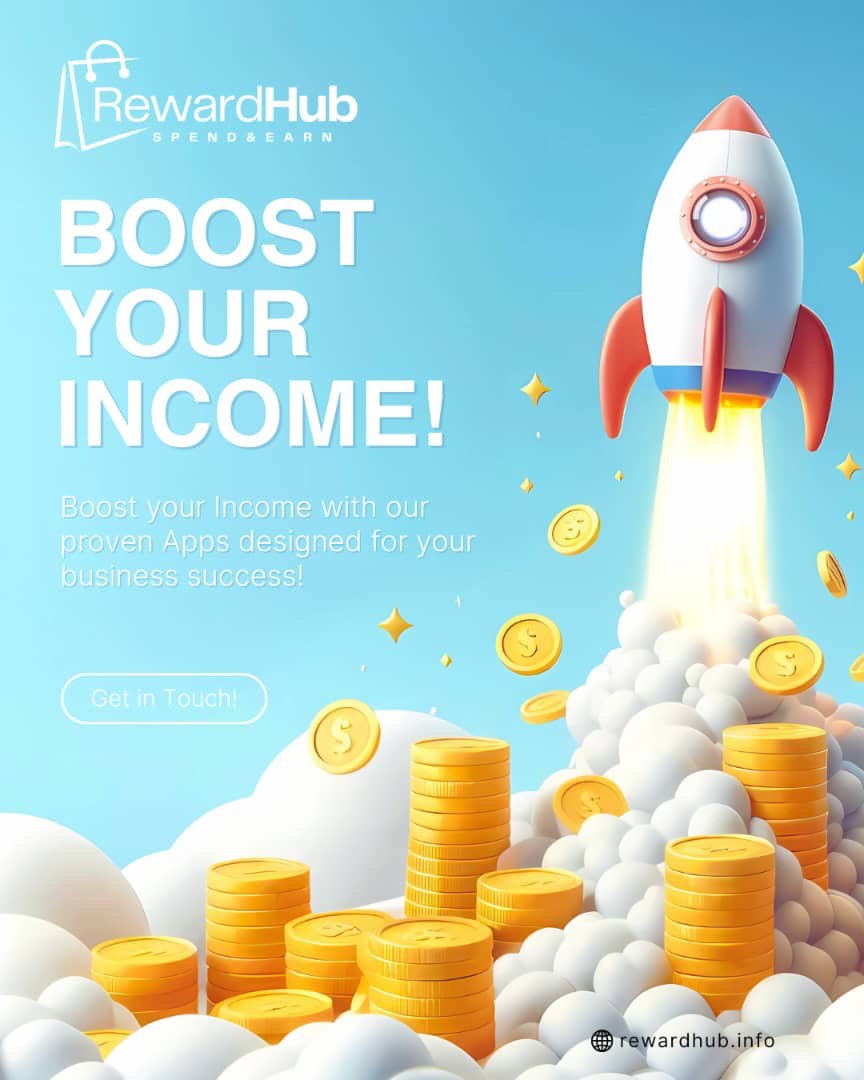 RewardHub
SPEND&EARN
BOOST
YOUR
INCOME!
Boost your Income with our
proven Apps designed for your
business success!
Get in Touch!
rewardhub.info